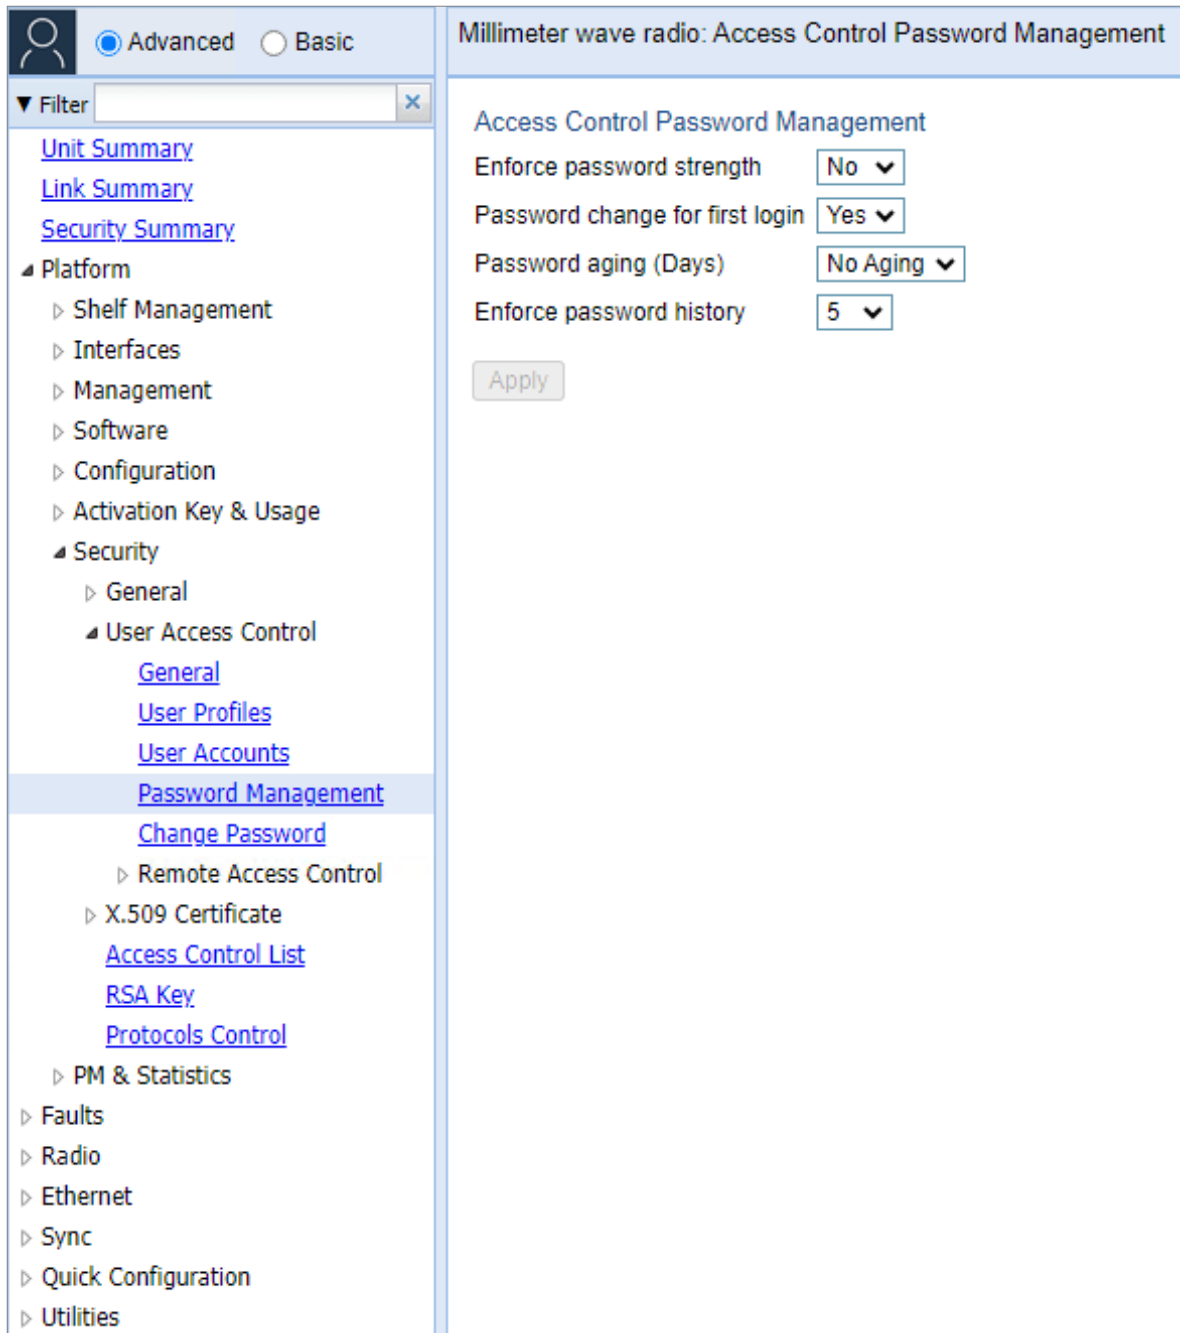 Advanced Basic
Millimeter wave radio: Access Control Password Management
▼ Filter
Unit Summary
Link Summary
Security Summary
Platform
Shelf Management
Interfaces
Management
Software
Configuration
Activation Key & Usage
Security
General
User Access Control
General
User Profiles
User Accounts
Password Management
Change Password
Remote Access Control
X.509 Certificate
Access Control List
RSA Key
Protocols Control
PM & Statistics
Faults
Radio
Ethernet
Sync
Quick Configuration
Utilities
Access Control Password Management
Enforce password strength No
Password change for first login Yes
Password aging (Days) No Aging
Enforce password history 5
Apply